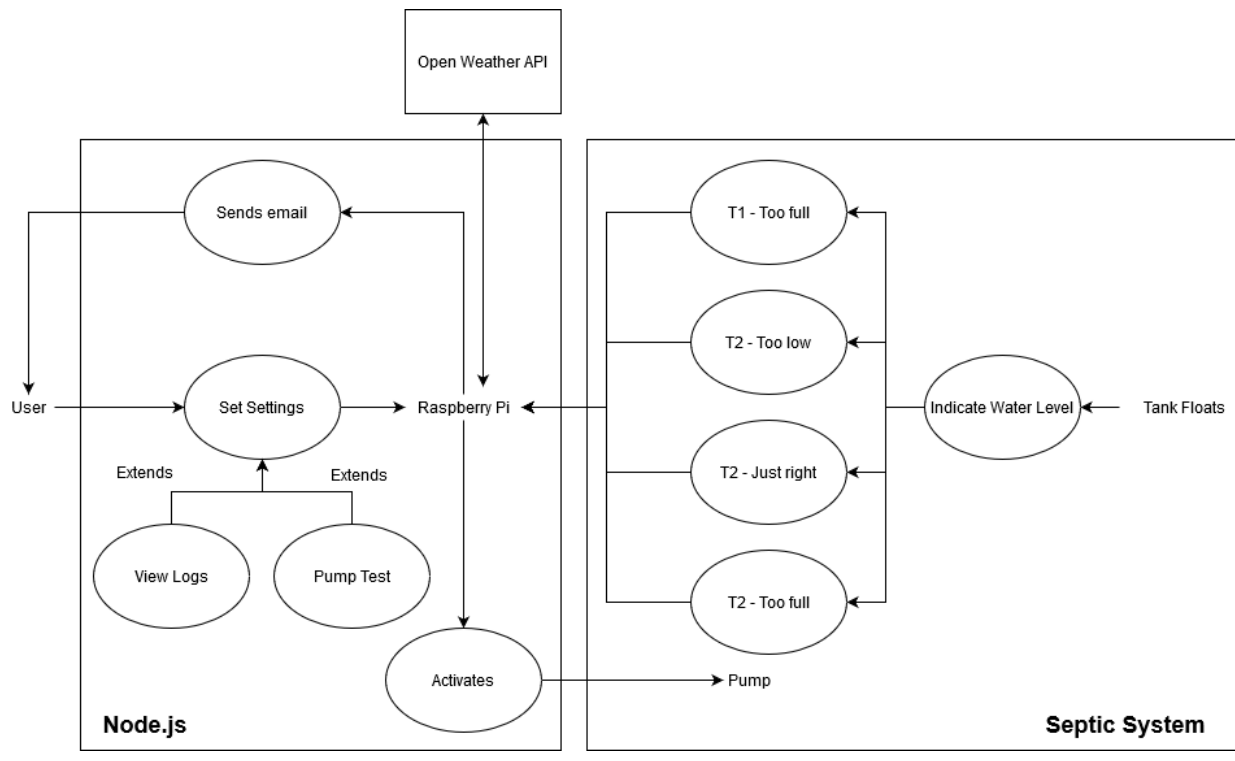 Open Weather API
Sends email
T1 - Too full
T2 - Too low
User
Set Settings
Raspberry Pi
Indicate Water Level
Tank Floats
Extends
Extends
T2 - Just right
View Logs
Pump Test
T2 - Too full
Activates
Pump
Node.js
Septic System